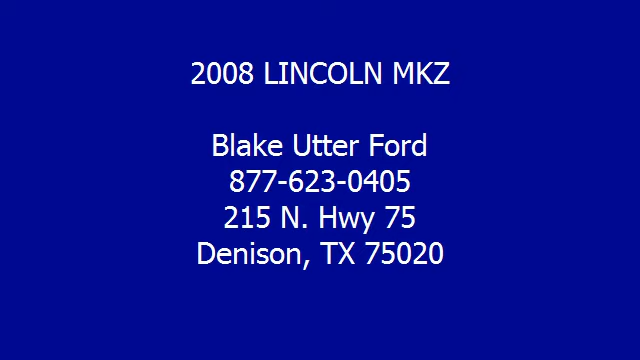 2008 LINCOLN MKZ
Blake Utter Ford
877-623-0405
215 N. Hwy 75
Denison, TX 75020